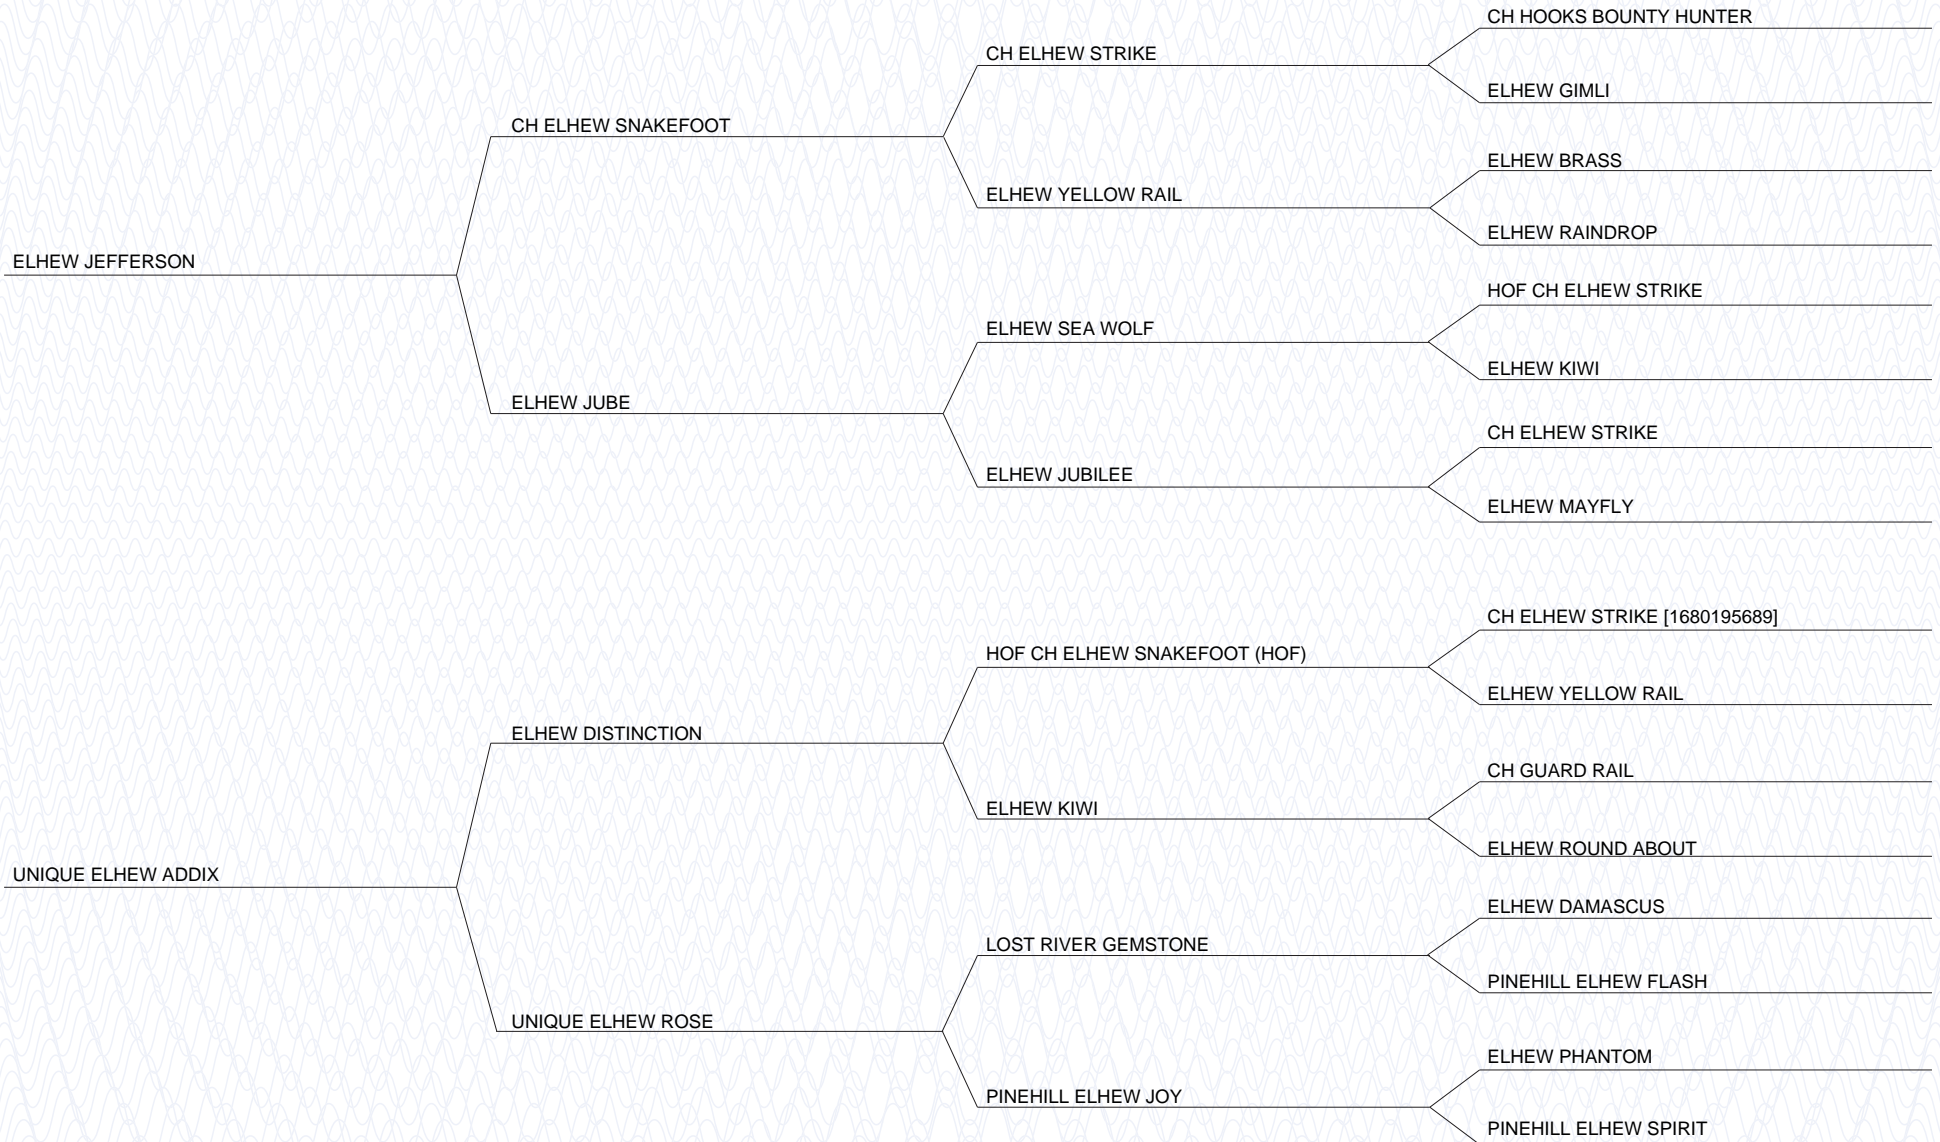 CH HOOKS BOUNTY HUNTER
CH ELHEW STRIKE
ELHEW GIMLI
CH ELHEW SNAKEFOOT
ELHEW BRASS
ELHEW YELLOW RAIL
ELHEW RAINDROP
ELHEW JEFFERSON
HOF CH ELHEW STRIKE
ELHEW SEA WOLF
ELHEW KIWI
ELHEW JUBE
CH ELHEW STRIKE
ELHEW JUBILEE
ELHEW MAYFLY
CH ELHEW STRIKE [1680195689]
HOF CH ELHEW SNAKEFOOT (HOF)
ELHEW YELLOW RAIL
ELHEW DISTINCTION
CH GUARD RAIL
ELHEW KIWI
ELHEW ROUND ABOUT
UNIQUE ELHEW ADDIX
ELHEW DAMASCUS
LOST RIVER GEMSTONE
PINEHILL ELHEW FLASH
UNIQUE ELHEW ROSE
ELHEW PHANTOM
PINEHILL ELHEW JOY
PINEHILL ELHEW SPIRIT